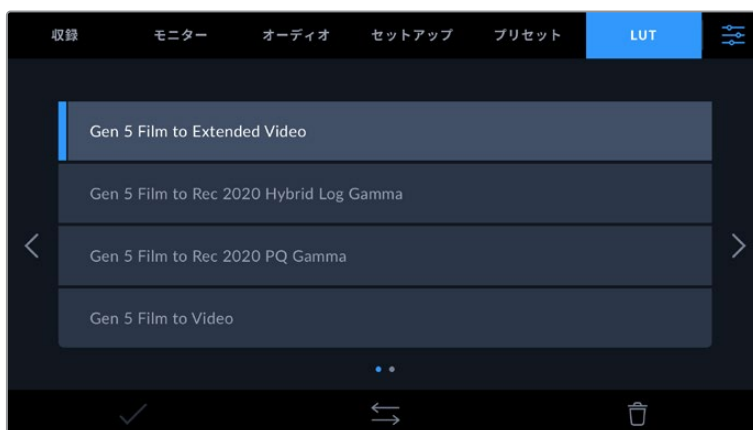 収録 モニター オーディオ セットアップ プリセット LUT
Gen 5 Film to Extended Video
Gen 5 Film to Rec 2020 Hybrid Log Gamma
Gen 5 Film to Rec 2020 PQ Gamma
Gen 5 Film to Video